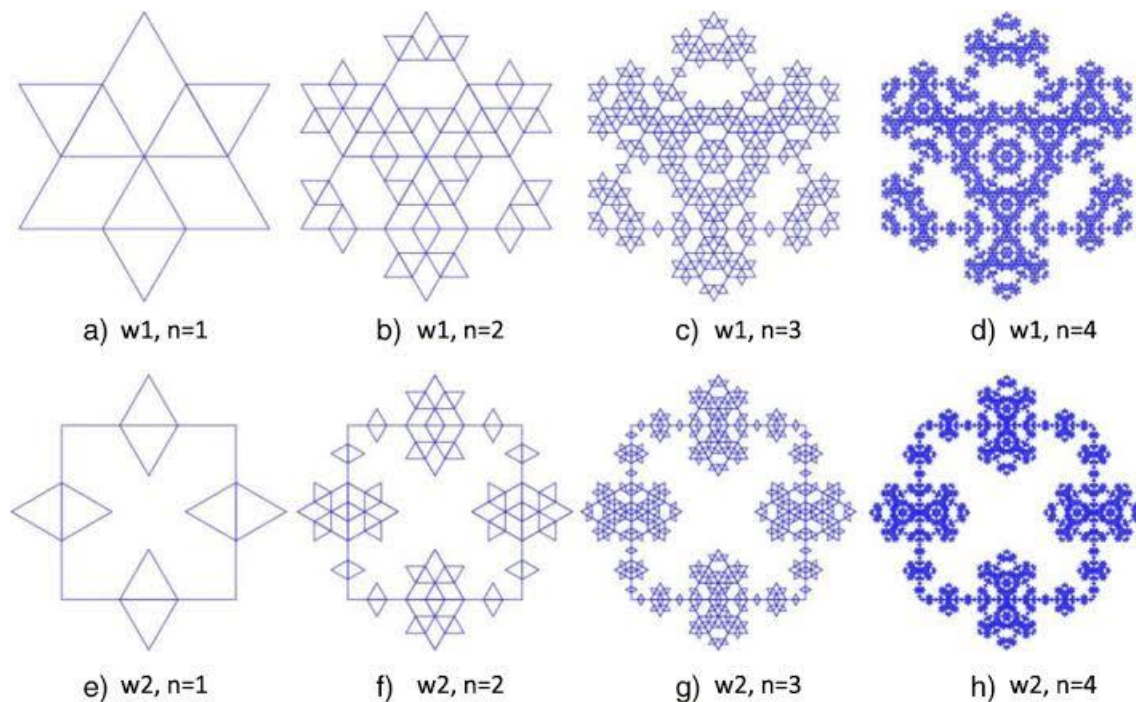 a) w1, n=1
b) w1, n=2
c) w1, n=3
d) w1, n=4
e) w2, n=1
f) w2, n=2
g) w2, n=3
h) w2, n=4